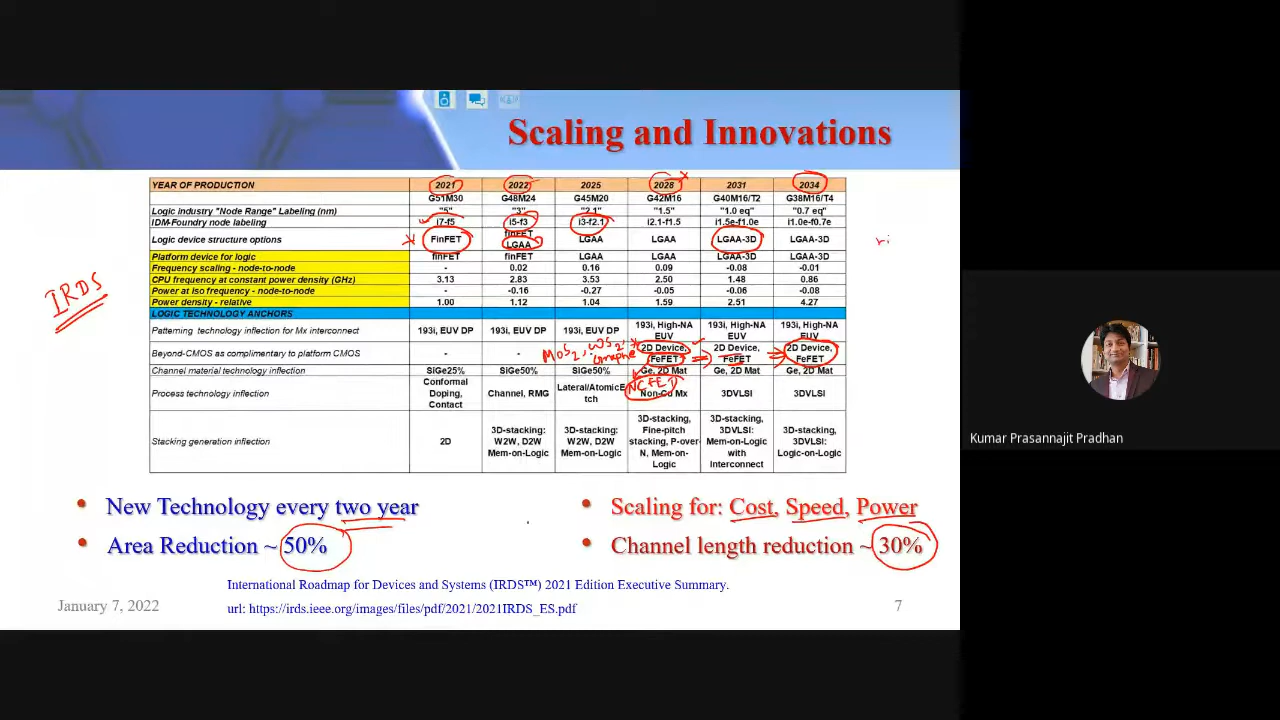 Scaling and Innovations
YEAR OF PRODUCTION 2021 2022 2025 2028 2031 2034
G51M30 G48M24 G45M20 G42M16 G40M16/T2 G38M16/T4
Logic industry "Node Range" Labeling (nm) "5" "3" "2.1" "1.5" "1.0 eq" "0.7 eq"
IDM-Foundry node labeling i7-f5 i5-f3 i3-f2.1 i2.1-f1.5 i1.5e-f1.0e i1.0e-f0.7e
Logic device structure options FinFET finFET LGAA LGAA LGAA LGAA-3D LGAA-3D
Platform device for logic finFET finFET LGAA LGAA LGAA-3D LGAA-3D
Frequency scaling - node-to-node - 0.02 0.16 0.09 -0.08 -0.01
CPU frequency at constant power density (GHz) 3.13 2.83 3.53 2.50 1.48 0.86
Power at iso frequency - node-to-node - -0.16 -0.27 -0.05 -0.06 -0.08
Power density - relative 1.00 1.12 1.04 1.59 2.51 4.27
IRDS
LOGIC TECHNOLOGY ANCHORS
Patterning technology inflection for Mx interconnect 193i, EUV DP 193i, EUV DP 193i, EUV DP 193i, High-NA EUV 193i, High-NA EUV 193i, High-NA EUV
MoS2, WS2,
Beyond-CMOS as complimentary to platform CMOS - - - 2D Device, FeFET 2D Device, FeFET 2D Device, FeFET
Channel material technology inflection SiGe25% SiGe50% SiGe50% Ge, 2D Mat Ge, 2D Mat Ge, 2D Mat
NCFET
Process technology inflection Conformal Doping, Contact Channel, RMG Lateral/AtomicEtch Non-Cu Mx 3DVLSI 3DVLSI
Stacking generation inflection 2D 3D-stacking: W2W, D2W Mem-on-Logic 3D-stacking: W2W, D2W Mem-on-Logic 3D-stacking, Fine-pitch stacking, P-over-N, Mem-on-Logic 3D-stacking, 3DVLSI: Mem-on-Logic with Interconnect 3D-stacking, 3DVLSI: Logic-on-Logic
• New Technology every two year
• Area Reduction ~ 50%
• Scaling for: Cost, Speed, Power
• Channel length reduction ~ 30%
International Roadmap for Devices and Systems (IRDS™) 2021 Edition Executive Summary.
url: https://irds.ieee.org/images/files/pdf/2021/2021IRDS_ES.pdf
January 7, 2022
7
Kumar Prasannajit Pradhan